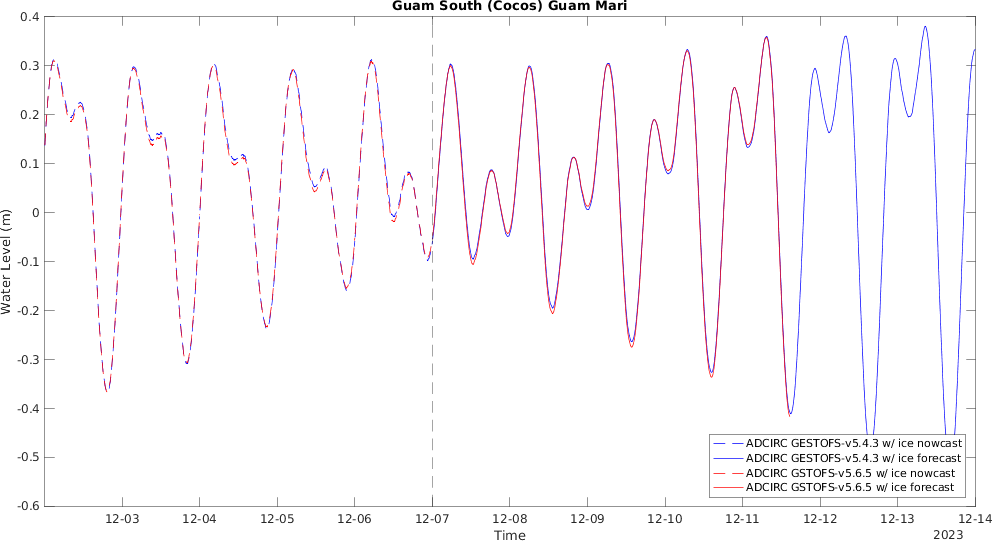 Guam South (Cocos) Guam Mari
0.4
0.3
0.2
0.1
0
-0.1
-0.2
-0.3
-0.4
-0.5
-0.6
Water Level (m)
ADCIRC GESTOFS-v5.4.3 w/ ice nowcast
ADCIRC GESTOFS-v5.4.3 w/ ice forecast
ADCIRC GSTOFS-v5.6.5 w/ ice nowcast
ADCIRC GSTOFS-v5.6.5 w/ ice forecast
12-03 12-04 12-05 12-06 12-07 12-08 12-09 12-10 12-11 12-12 12-13 12-14
Time
2023